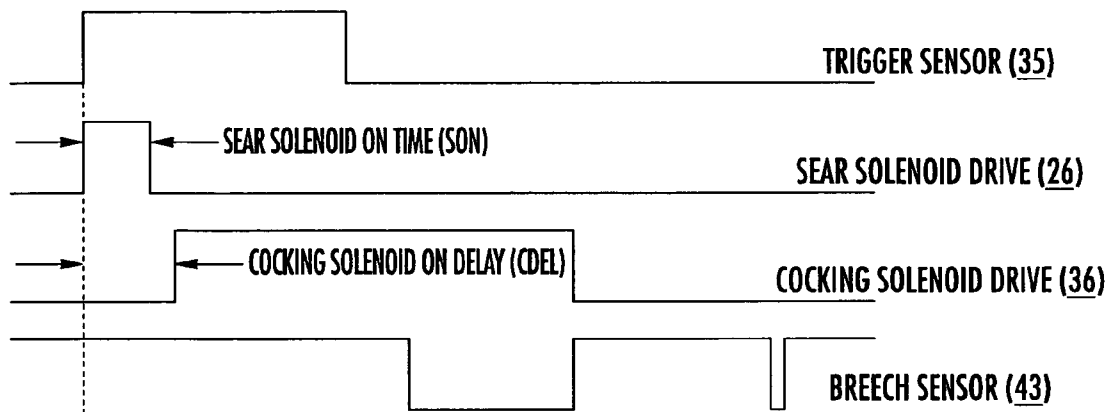 TRIGGER SENSOR (35)
SEAR SOLENOID ON TIME (SON)
SEAR SOLENOID DRIVE (26)
COCKING SOLENOID ON DELAY (CDEL)
COCKING SOLENOID DRIVE (36)
BREECH SENSOR (43)